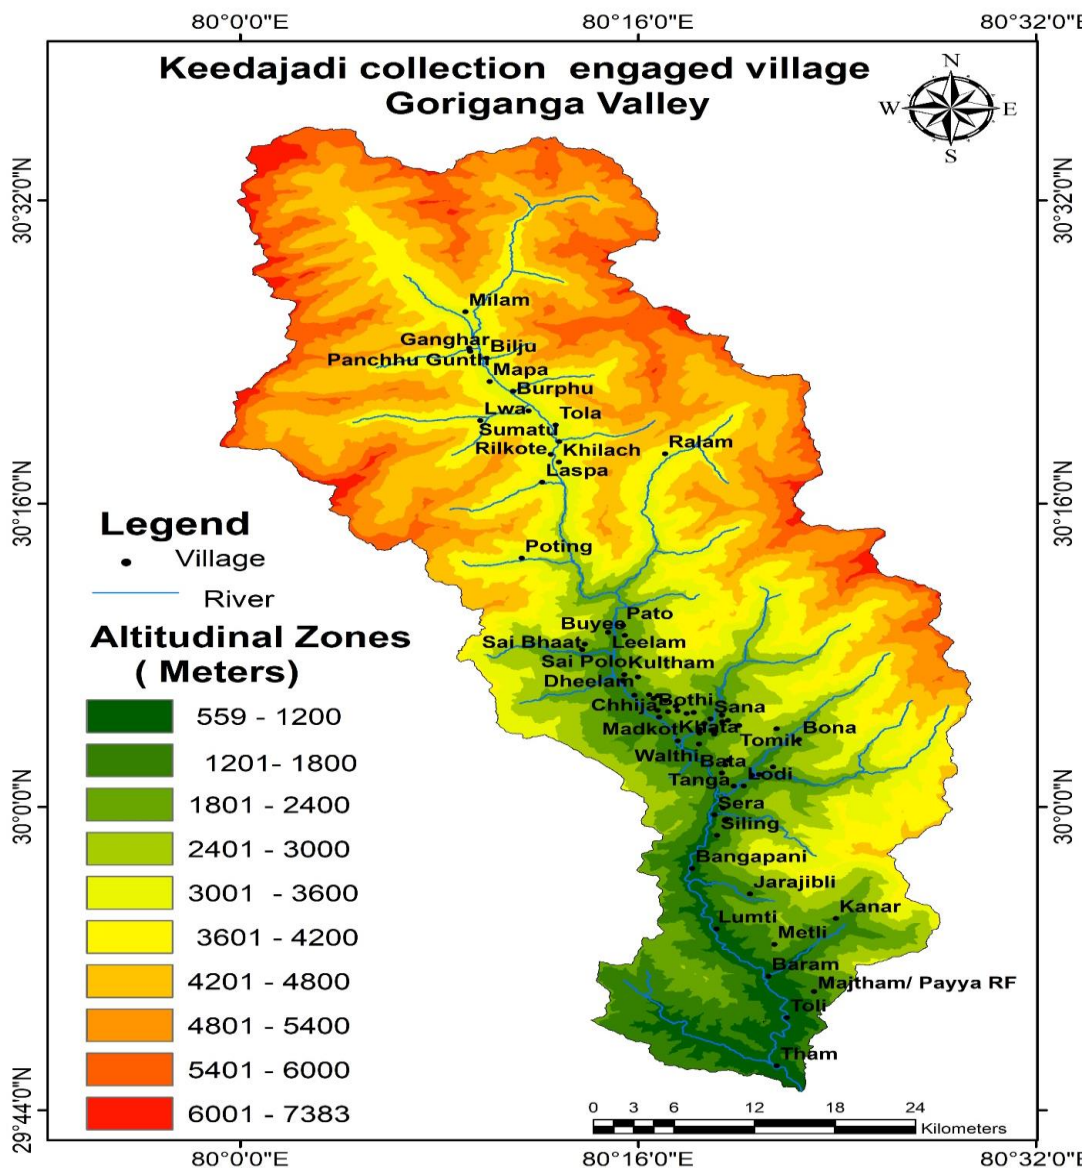 80°0'0"E 80°16'0"E 80°32'0"E
Keedajadi collection engaged village
Goriganga Valley
N
W E
S
30°32'0"N 30°32'0"N
Milam
Ganghar
Bilju
Panchhu Gunth
Mapa
Burphu
Lwa
Tola
Sumatu
Rilkote
Khilach
Ralam
Laspa
30°16'0"N 30°16'0"N
Legend
Village
River
Poting
Altitudinal Zones
( Meters)
559 - 1200
1201- 1800
1801 - 2400
2401 - 3000
3001 - 3600
3601 - 4200
4201 - 4800
4801 - 5400
5401 - 6000
6001 - 7383
Pato
Buyee
Sai Bhaat
Leelam
Sai Polo
Kultham
Dheelam
Chhija
Bothi
Sana
Madkot
Khata
Bona
Tomik
Walthi
Bata
Tanga
Lodi
Sera
Siling
30°0'0"N 30°0'0"N
Bangapani
Jarajibli
Kanar
Lumti
Metli
Baram
Majtham/ Payya RF
Toli
Tham
29°44'0"N
0 3 6 12 18 24
Kilometers
80°0'0"E 80°16'0"E 80°32'0"E